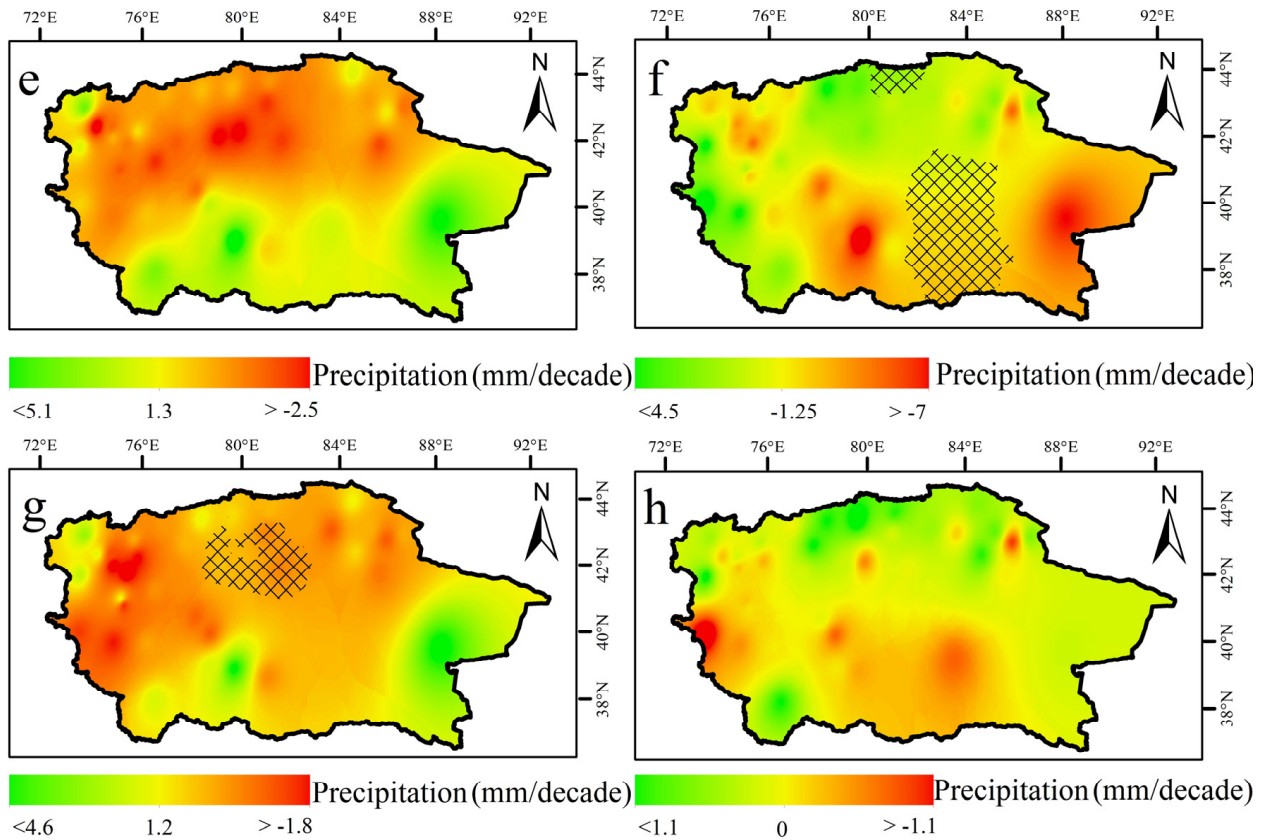 72°E 76°E 80°E 84°E 88°E 92°E
e
N
44°N
42°N
40°N
38°N
Precipitation (mm/decade)
<5.1 1.3 > -2.5
72°E 76°E 80°E 84°E 88°E 92°E
f
N
44°N
42°N
40°N
38°N
Precipitation (mm/decade)
<4.5 -1.25 > -7
72°E 76°E 80°E 84°E 88°E 92°E
g
N
44°N
42°N
40°N
38°N
Precipitation (mm/decade)
<4.6 1.2 > -1.8
72°E 76°E 80°E 84°E 88°E 92°E
h
N
44°N
42°N
40°N
38°N
Precipitation (mm/decade)
<1.1 0 > -1.1